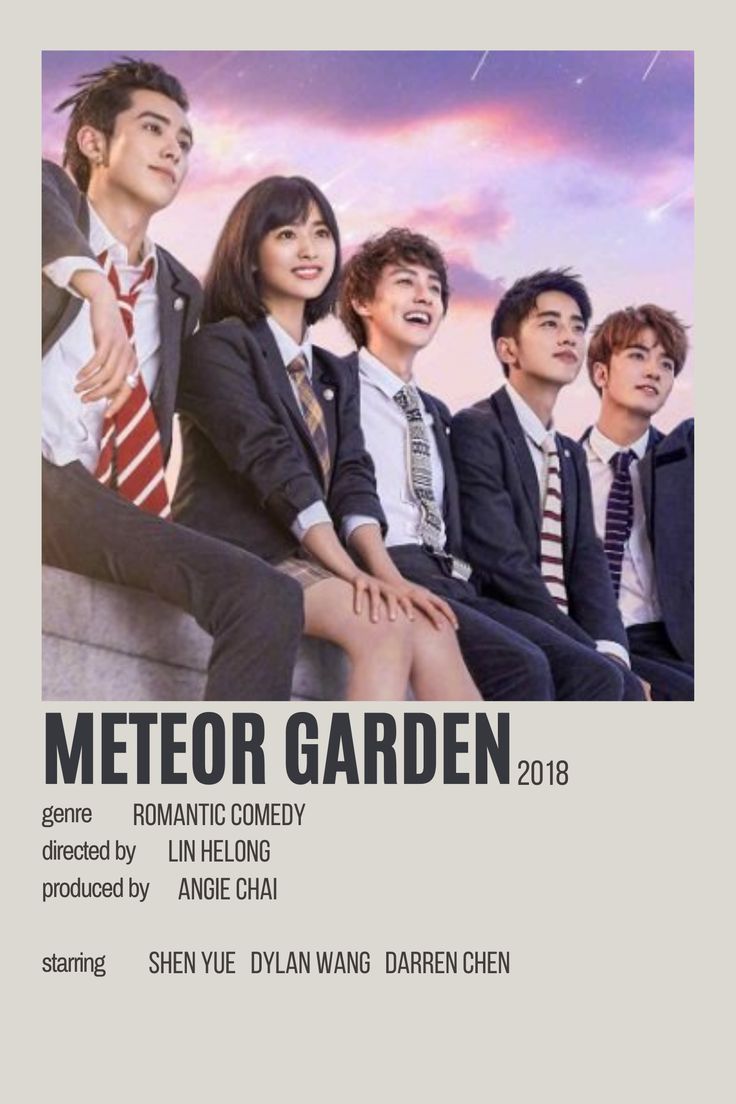 METEOR GARDEN 2018
genre ROMANTIC COMEDY
directed by LIN HELONG
produced by ANGIE CHAI
starring SHEN YUE DYLAN WANG DARREN CHEN